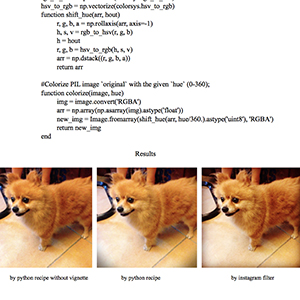 hsv_to_rgb = np.vectorize(colorsys.hsv_to_rgb)
function shift_hue(arr, hout)
r, g, b, a = np.rollaxis(arr, axis=-1)
h, s, v = rgb_to_hsv(r, g, b)
h = hout
r, g, b = hsv_to_rgb(h, s, v)
arr = np.dstack((r, g, b, a))
return arr
#Colorize PIL image `original` with the given `hue` (0-360);
function colorize(image, hue)
img = image.convert('RGBA')
arr = np.array(np.asarray(img).astype('float'))
new_img = Image.fromarray(shift_hue(arr, hue/360.).astype('uint8'), 'RGBA')
return new_img
end
Results
by python recipe without vignette
by python recipe
by instagram filter